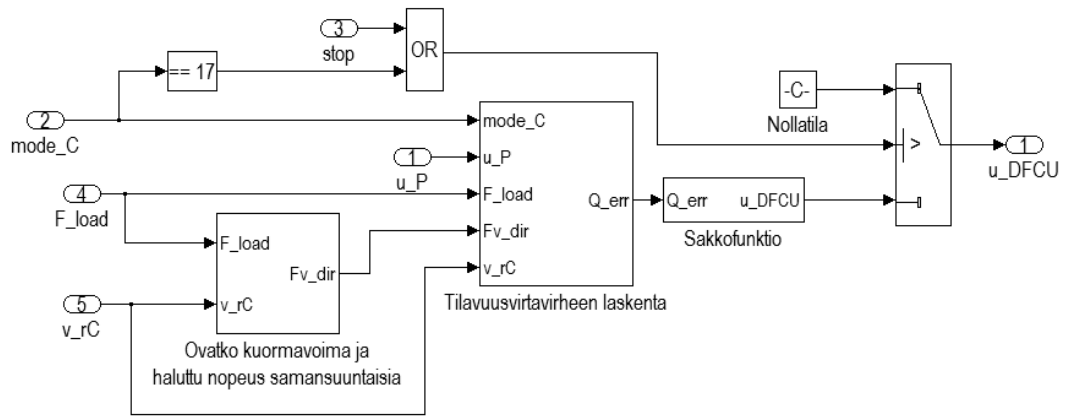 3
stop
OR
== 17
2
mode_C
-C-
Nollatila
>
1
u_DFCU
mode_C
1
u_P
u_P
4
F_load
F_load
Q_err
Q_err
u_DFCU
Sakkofunktio
F_load
Fv_dir
Fv_dir
v_rC
5
v_rC
v_rC
Tilavuusvirtavirheen laskenta
Ovatko kuormavoima ja
haluttu nopeus samansuuntaisia